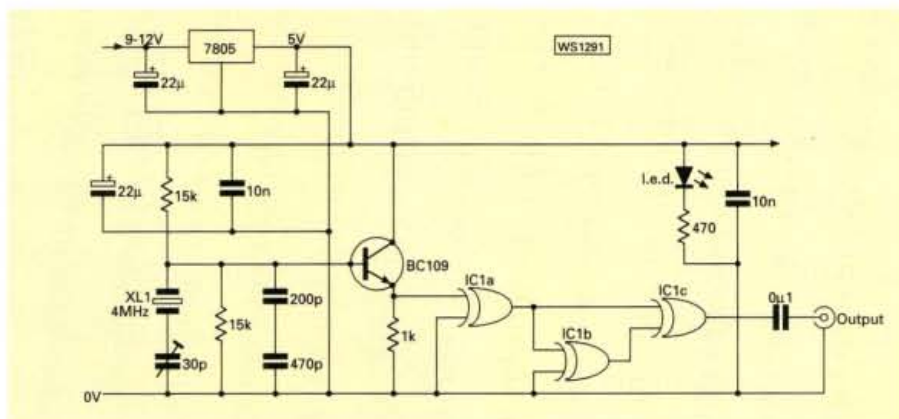 9-12V
7805
5V
WS1291
+
22µ
+
22µ
+
22µ
15k
10n
l.e.d.
10n
470
BC109
XL1
4MHz
15k
200p
IC1a
IC1c
0µ1
Output
30p
470p
1k
IC1b
0V